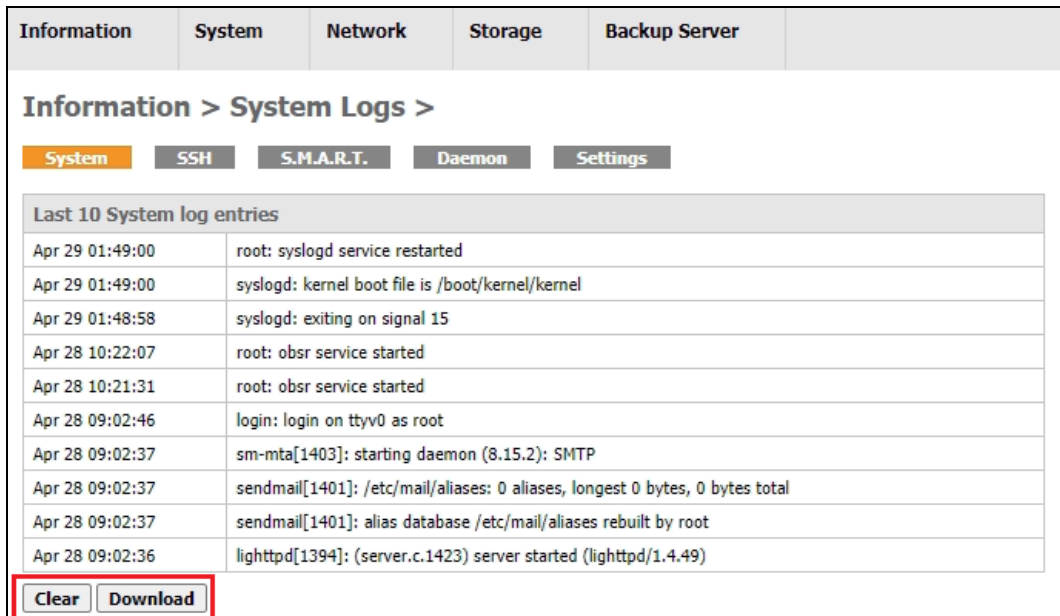 Information System Network Storage Backup Server
Information > System Logs >
System SSH S.M.A.R.T. Daemon Settings
Last 10 System log entries
Apr 29 01:49:00 root: syslogd service restarted
Apr 29 01:49:00 syslogd: kernel boot file is /boot/kernel/kernel
Apr 29 01:48:58 syslogd: exiting on signal 15
Apr 28 10:22:07 root: obsr service started
Apr 28 10:21:31 root: obsr service started
Apr 28 09:02:46 login: login on ttyv0 as root
Apr 28 09:02:37 sm-mta[1403]: starting daemon (8.15.2): SMTP
Apr 28 09:02:37 sendmail[1401]: /etc/mail/aliases: 0 aliases, longest 0 bytes, 0 bytes total
Apr 28 09:02:37 sendmail[1401]: alias database /etc/mail/aliases rebuilt by root
Apr 28 09:02:36 lighttpd[1394]: (server.c.1423) server started (lighttpd/1.4.49)
Clear Download